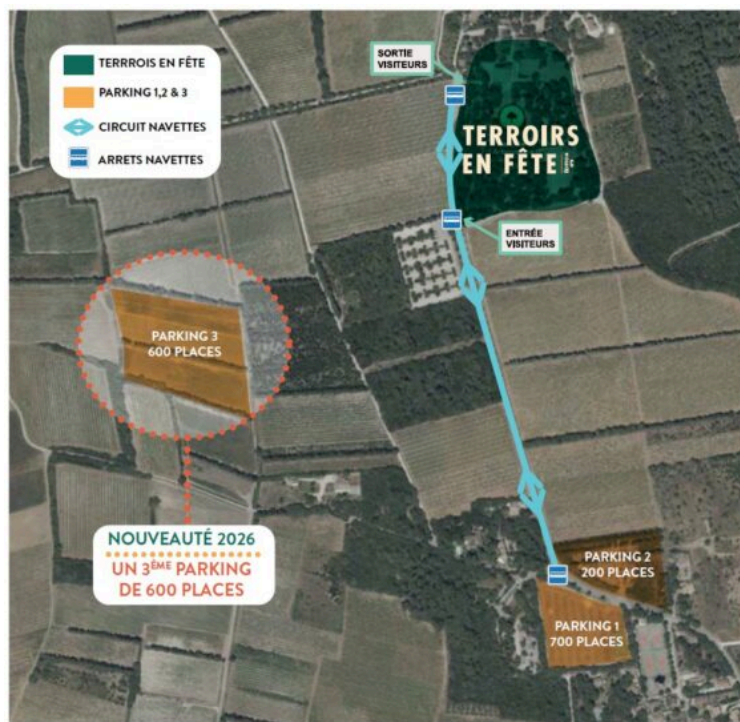 TERRROIS EN FÊTE
PARKING 1,2 & 3
CIRCUIT NAVETTES
ARRETS NAVETTES
SORTIE
VISITEURS
TERROIRS
EN FÊTE
ENTRÉE
VISITEURS
PARKING 3
600 PLACES
NOUVEAUTÉ 2026
UN 3ÈME PARKING
DE 600 PLACES
PARKING 2
200 PLACES
PARKING 1
700 PLACES